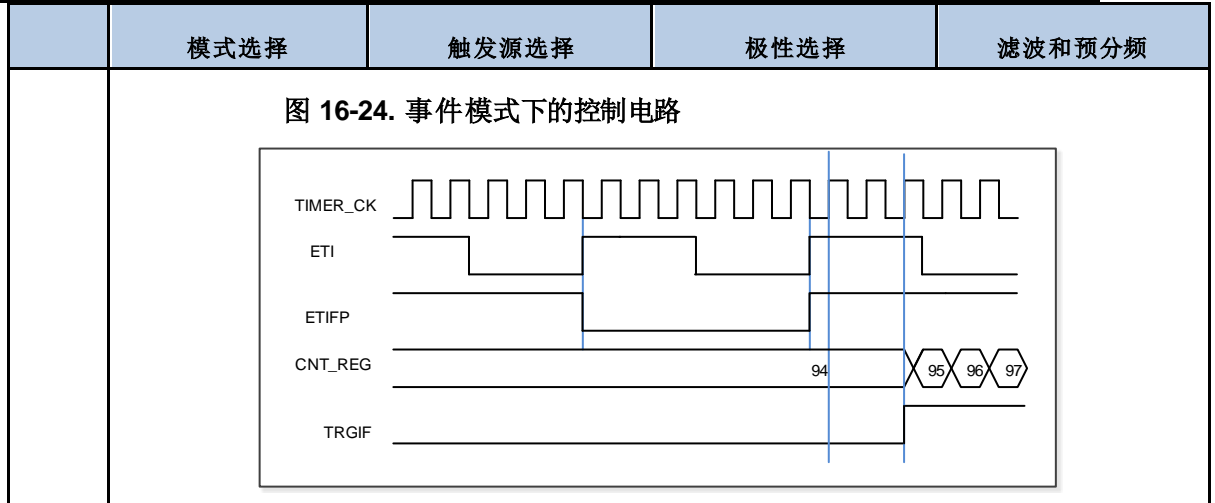 模式选择 触发源选择 极性选择 滤波和预分频
图 16-24. 事件模式下的控制电路
TIMER_CK
ETI
ETIFP
CNT_REG 94 95 96 97
TRGIF